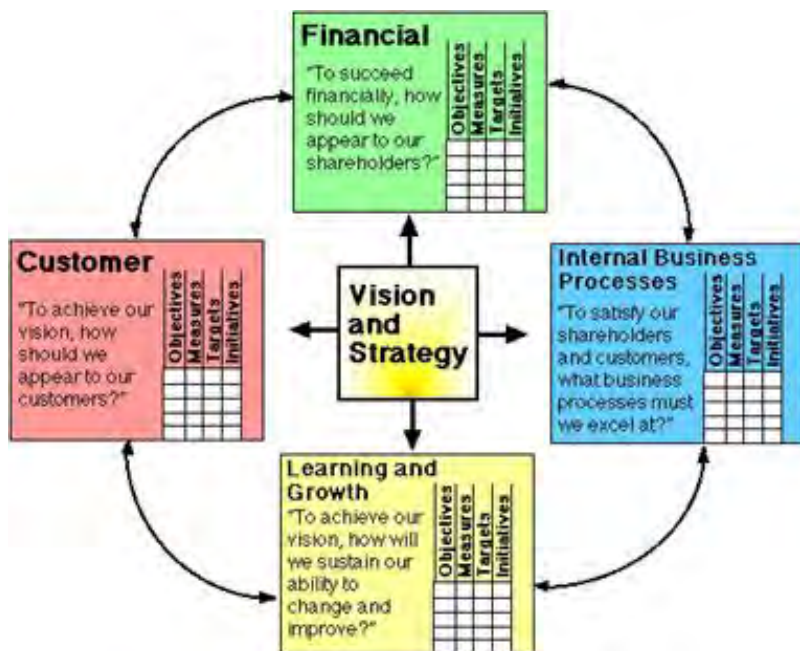 Financial
"To succeed
financially, how
should we
appear to our
shareholders?"
Objectives
Measures
Targets
Initiatives
Customer
"To achieve our
vision, how
should we
appear to our
customers?"
Objectives
Measures
Targets
Initiatives
Vision
and
Strategy
Internal Business
Processes
"To satisfy our
shareholders
and customers,
what business
processes must
we excel at?"
Objectives
Measures
Targets
Initiatives
Learning and
Growth
"To achieve our
vision, how will
we sustain our
ability to
change and
improve?"
Objectives
Measures
Targets
Initiatives